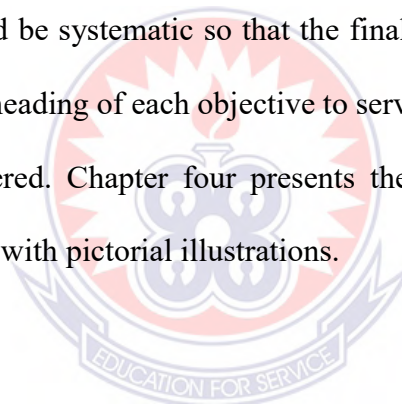 d be systematic so that the final
heading of each objective to serv
ered. Chapter four presents the
with pictorial illustrations.
EDUCATION FOR SERVICE